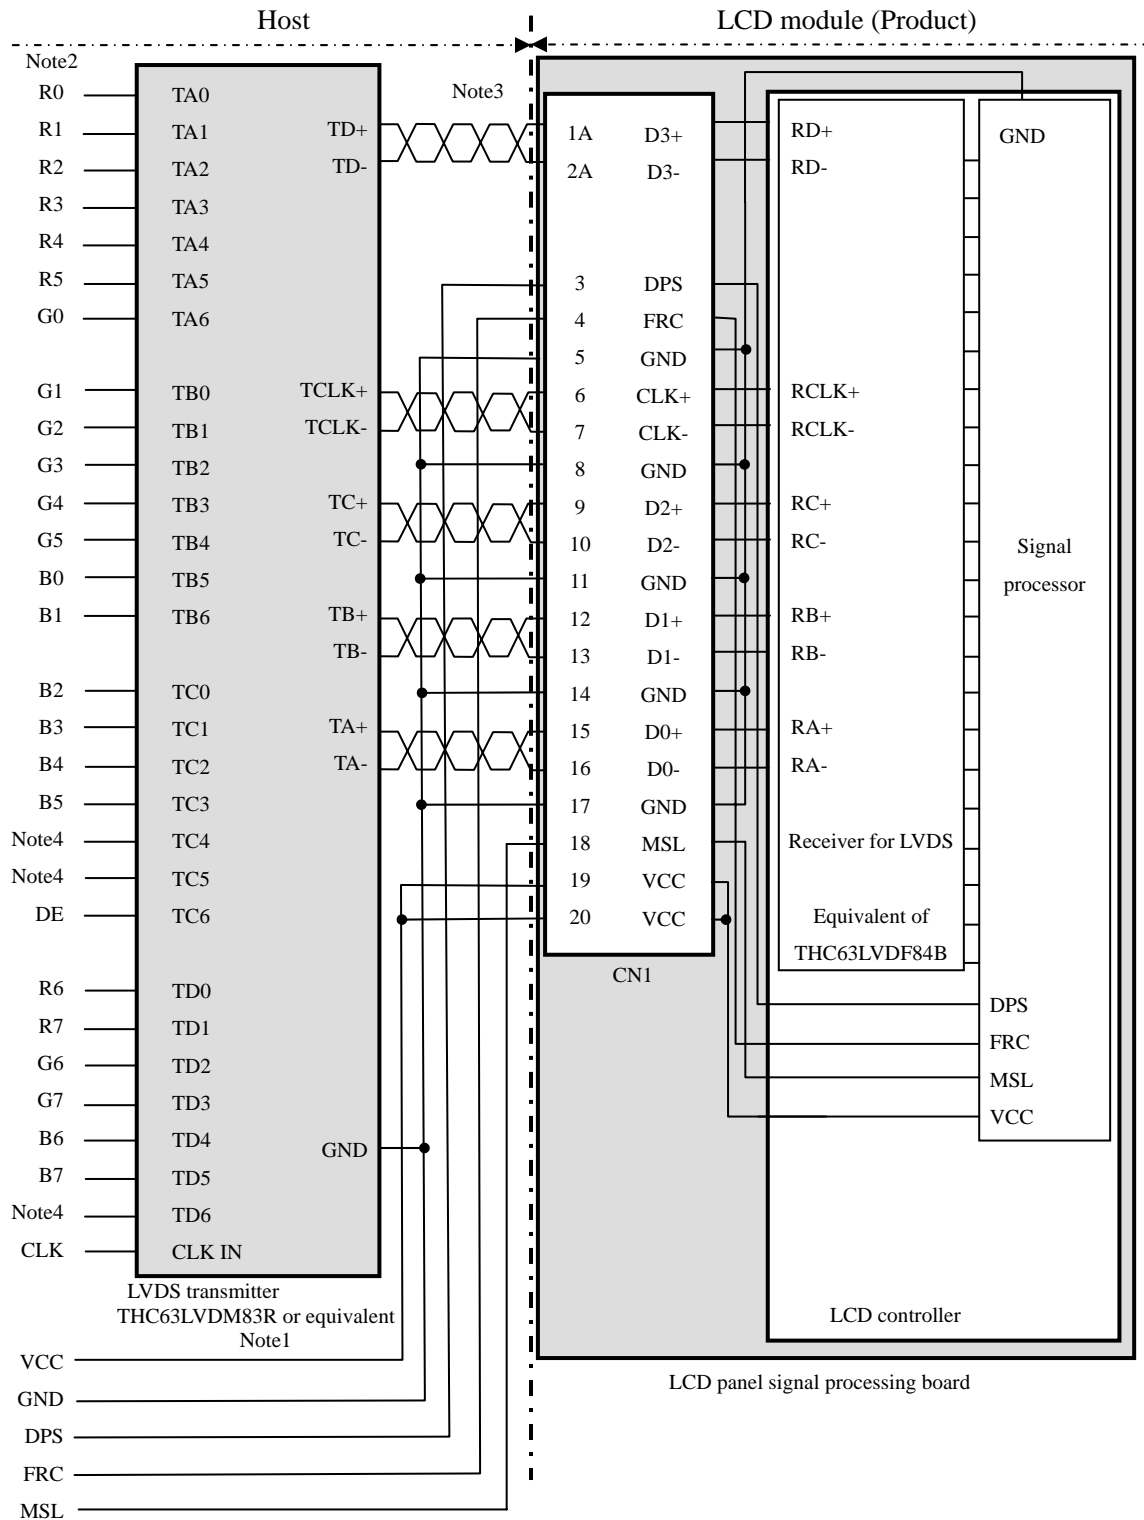 Host
LCD module (Product)
Note2
R0 TA0
R1 TA1 TD+
R2 TA2 TD-
R3 TA3
R4 TA4
R5 TA5
G0 TA6
G1 TB0 TCLK+
G2 TB1 TCLK-
G3 TB2
G4 TB3 TC+
G5 TB4 TC-
B0 TB5
B1 TB6 TB+
TB-
B2 TC0
B3 TC1 TA+
B4 TC2 TA-
B5 TC3
Note4 TC4
Note4 TC5
DE TC6
R6 TD0
R7 TD1
G6 TD2
G7 TD3
B6 TD4 GND
B7 TD5
Note4 TD6
CLK CLK IN
LVDS transmitter
THC63LVDM83R or equivalent
Note1
VCC
GND
DPS
FRC
MSL
Note3
1A D3+
2A D3-
3 DPS
4 FRC
5 GND
6 CLK+
7 CLK-
8 GND
9 D2+
10 D2-
11 GND
12 D1+
13 D1-
14 GND
15 D0+
16 D0-
17 GND
18 MSL
19 VCC
20 VCC
CN1
RD+
RD-
RCLK+
RCLK-
RC+
RC-
RB+
RB-
RA+
RA-
Receiver for LVDS
Equivalent of
THC63LVDF84B
GND
Signal
processor
DPS
FRC
MSL
VCC
LCD controller
LCD panel signal processing board